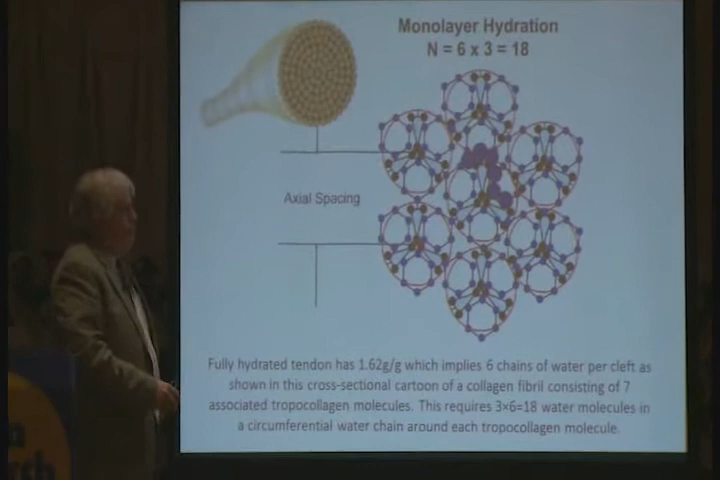 Monolayer Hydration
N = 6 x 3 = 18
Axial Spacing
Fully hydrated tendon has 1.62g/g which implies 6 chains of water per cleft as
shown in this cross-sectional cartoon of a collagen fibril consisting of 7
associated tropocollagen molecules. This requires 3×6=18 water molecules in
a circumferential water chain around each tropocollagen molecule.